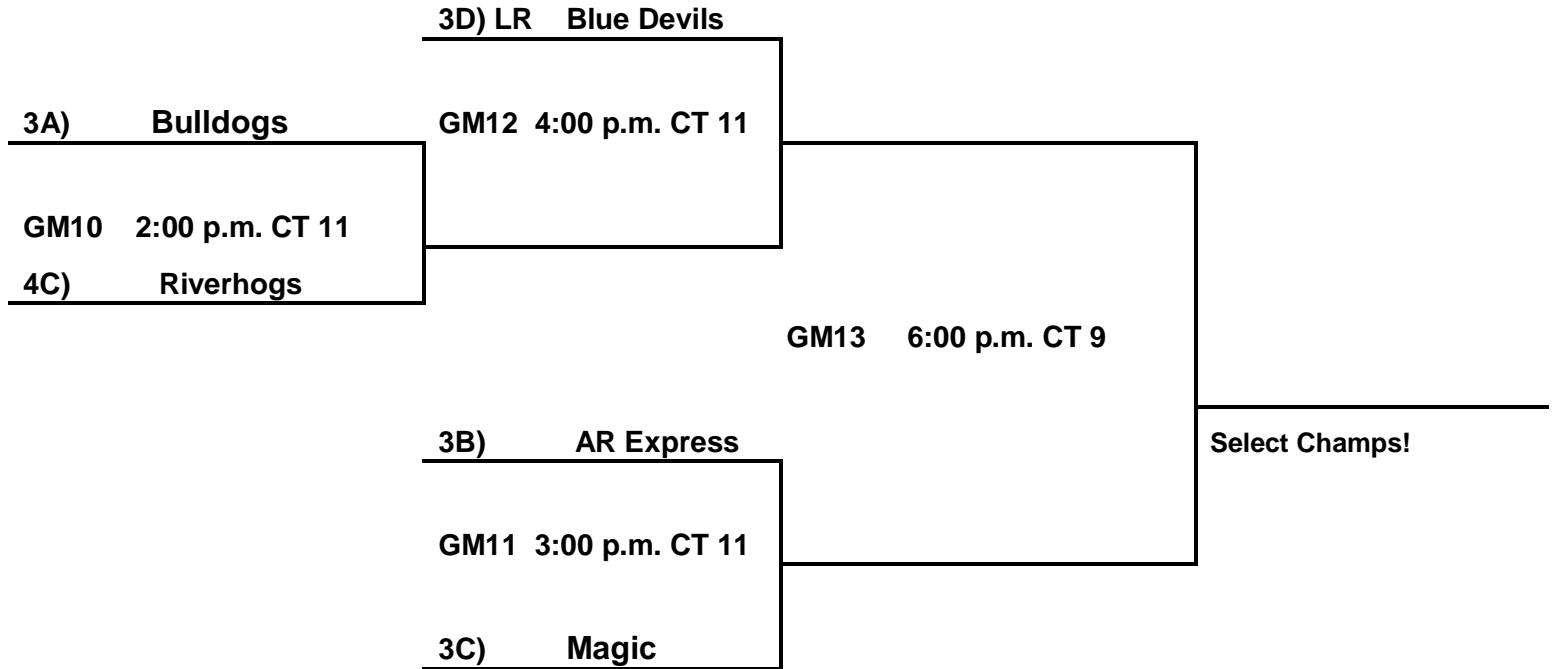 3D) LR Blue Devils
3A) Bulldogs
GM12 4:00 p.m. CT 11
GM10 2:00 p.m. CT 11
4C) Riverhogs
GM13 6:00 p.m. CT 9
3B) AR Express
Select Champs!
GM11 3:00 p.m. CT 11
3C) Magic